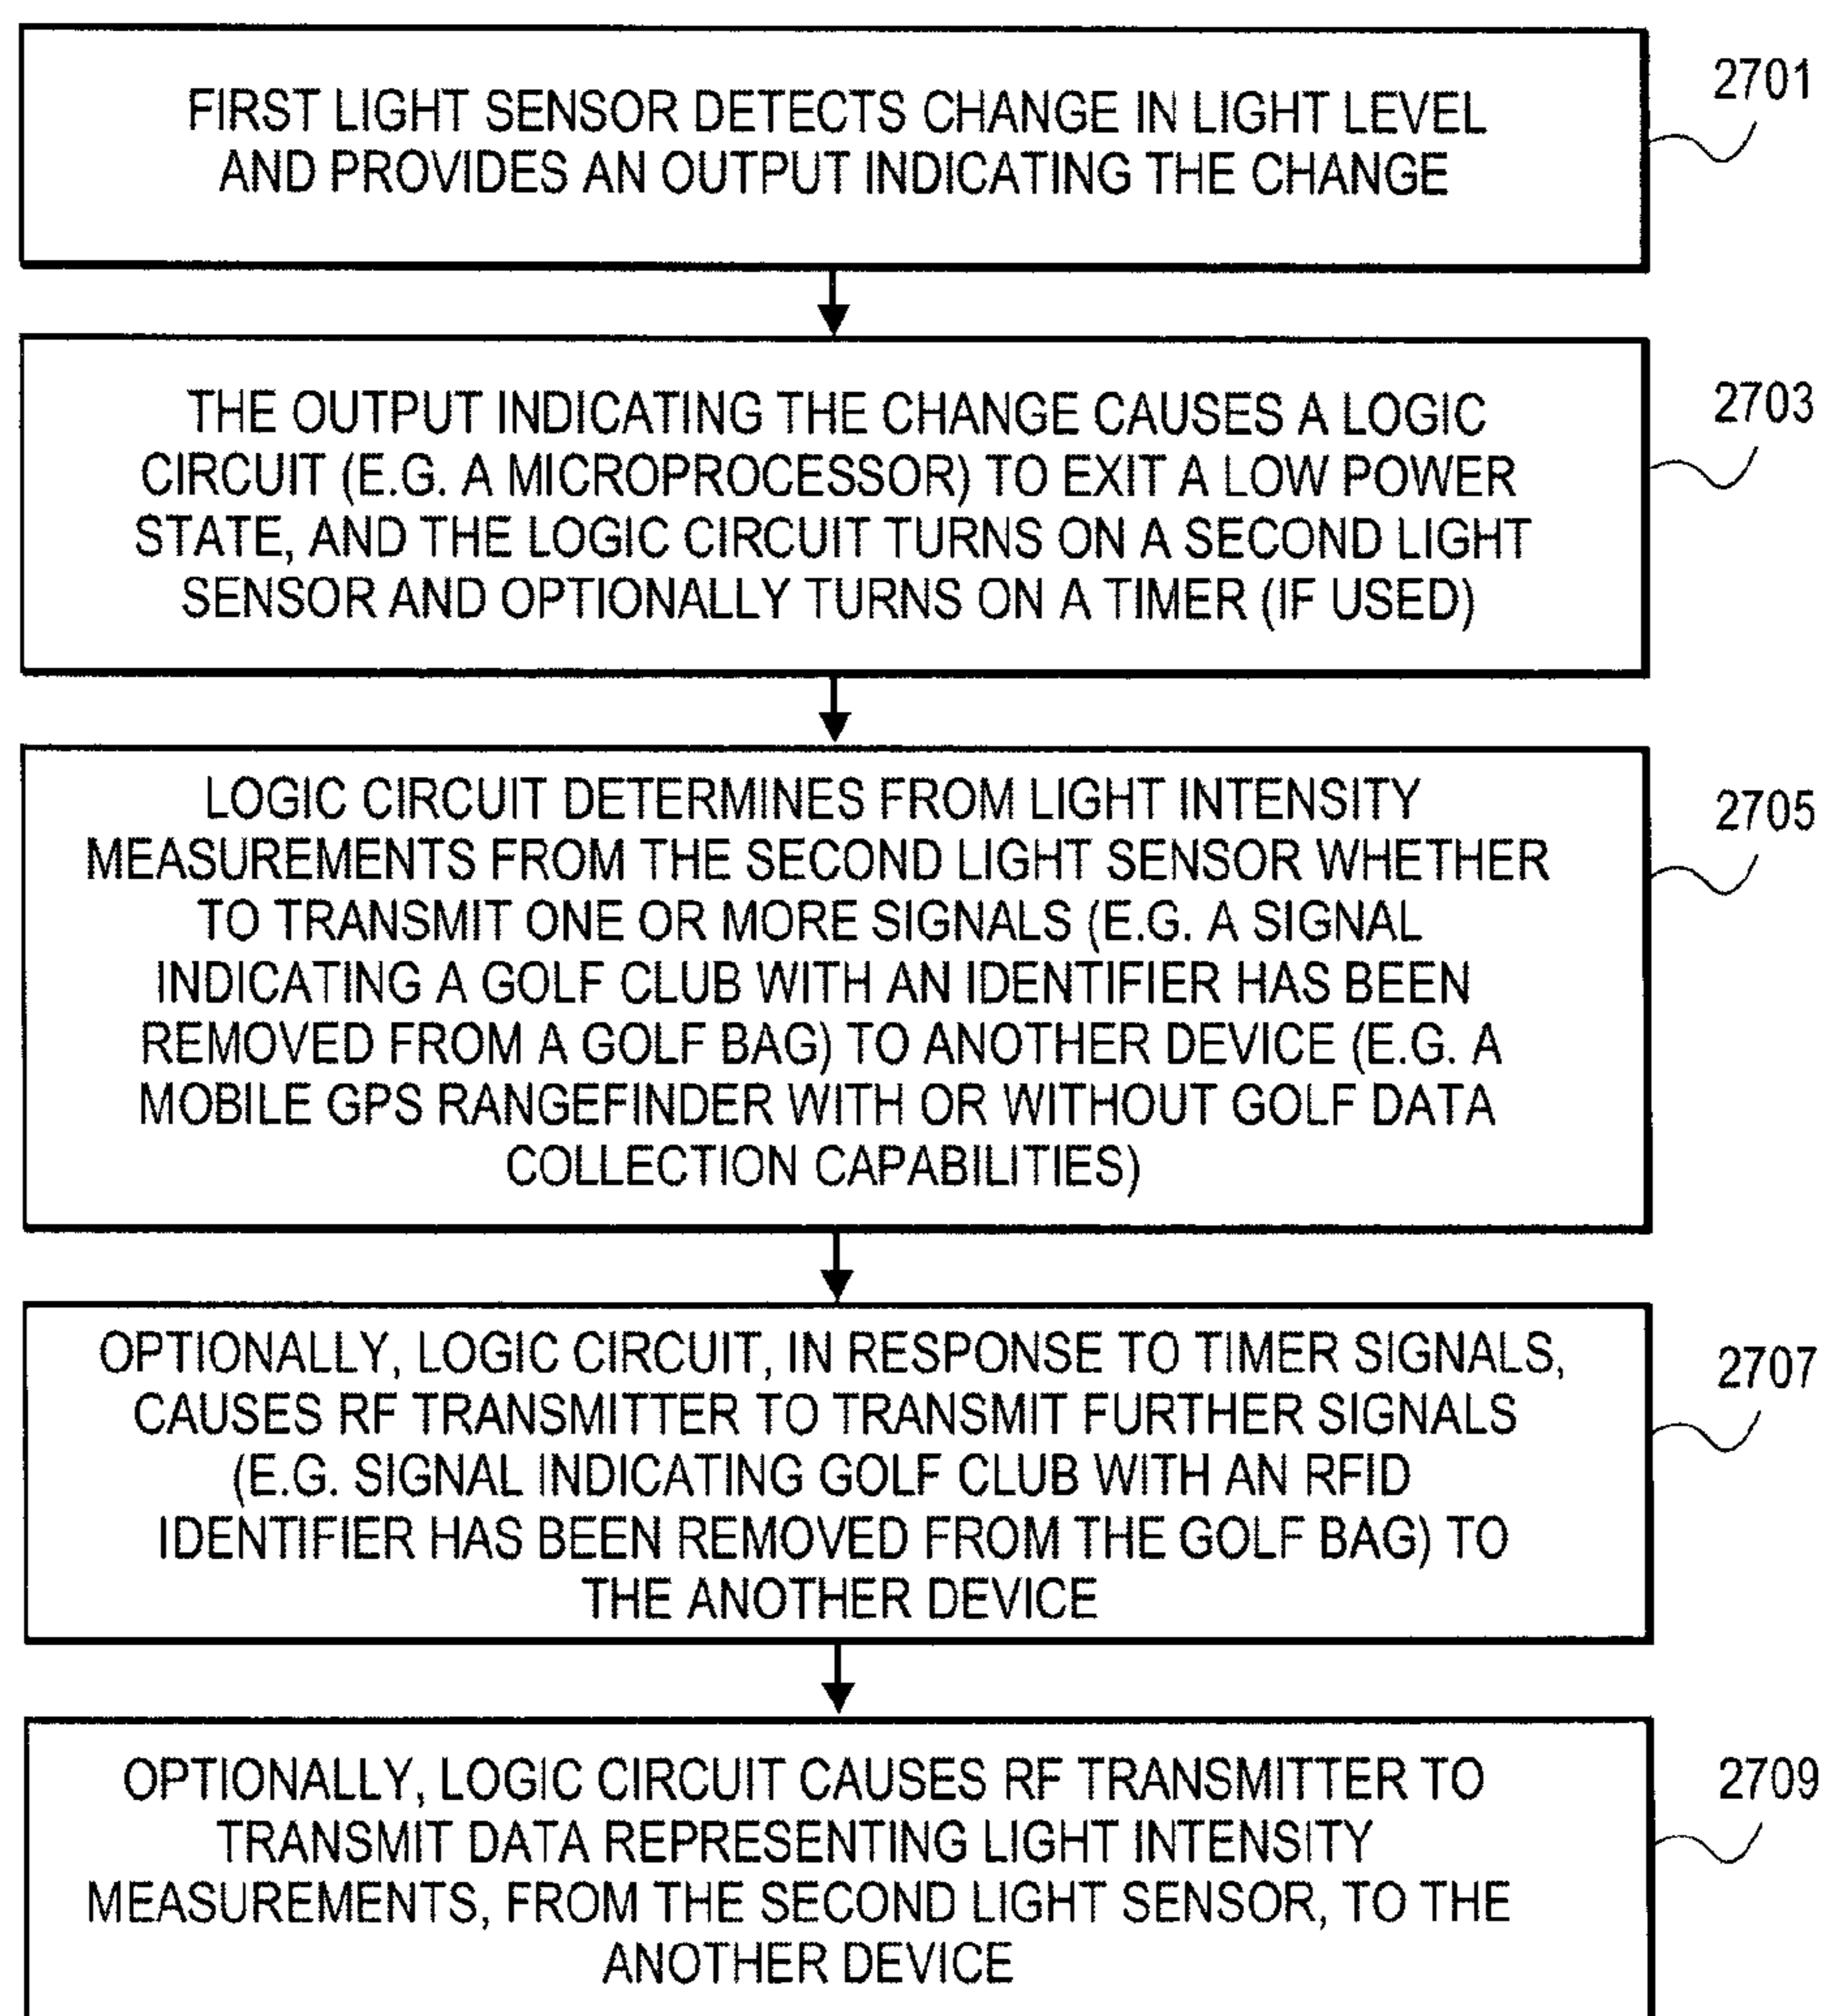 FIRST LIGHT SENSOR DETECTS CHANGE IN LIGHT LEVEL
AND PROVIDES AN OUTPUT INDICATING THE CHANGE
2701
THE OUTPUT INDICATING THE CHANGE CAUSES A LOGIC
CIRCUIT (E.G. A MICROPROCESSOR) TO EXIT A LOW POWER
STATE, AND THE LOGIC CIRCUIT TURNS ON A SECOND LIGHT
SENSOR AND OPTIONALLY TURNS ON A TIMER (IF USED)
2703
LOGIC CIRCUIT DETERMINES FROM LIGHT INTENSITY
MEASUREMENTS FROM THE SECOND LIGHT SENSOR WHETHER
TO TRANSMIT ONE OR MORE SIGNALS (E.G. A SIGNAL
INDICATING A GOLF CLUB WITH AN IDENTIFIER HAS BEEN
REMOVED FROM A GOLF BAG) TO ANOTHER DEVICE (E.G. A
MOBILE GPS RANGEFINDER WITH OR WITHOUT GOLF DATA
COLLECTION CAPABILITIES)
2705
OPTIONALLY, LOGIC CIRCUIT, IN RESPONSE TO TIMER SIGNALS,
CAUSES RF TRANSMITTER TO TRANSMIT FURTHER SIGNALS
(E.G. SIGNAL INDICATING GOLF CLUB WITH AN RFID
IDENTIFIER HAS BEEN REMOVED FROM THE GOLF BAG) TO
THE ANOTHER DEVICE
2707
OPTIONALLY, LOGIC CIRCUIT CAUSES RF TRANSMITTER TO
TRANSMIT DATA REPRESENTING LIGHT INTENSITY
MEASUREMENTS, FROM THE SECOND LIGHT SENSOR, TO THE
ANOTHER DEVICE
2709